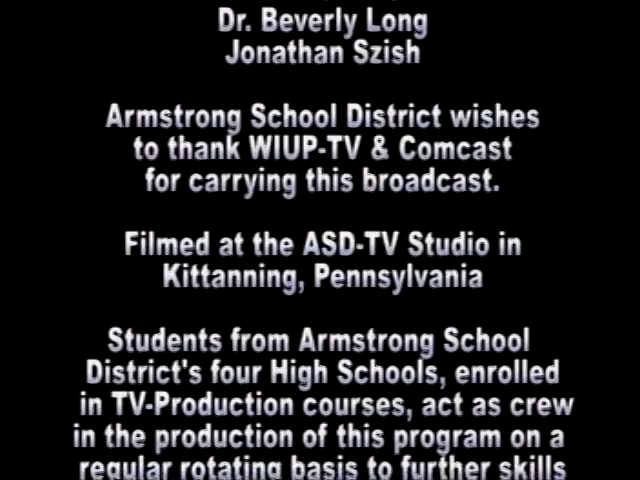 Dr. Beverly Long
Jonathan Szish
Armstrong School District wishes
to thank WIUP-TV & Comcast
for carrying this broadcast.
Filmed at the ASD-TV Studio in
Kittanning, Pennsylvania
Students from Armstrong School
District's four High Schools, enrolled
in TV-Production courses, act as crew
in the production of this program on a
regular rotating basis to further skills